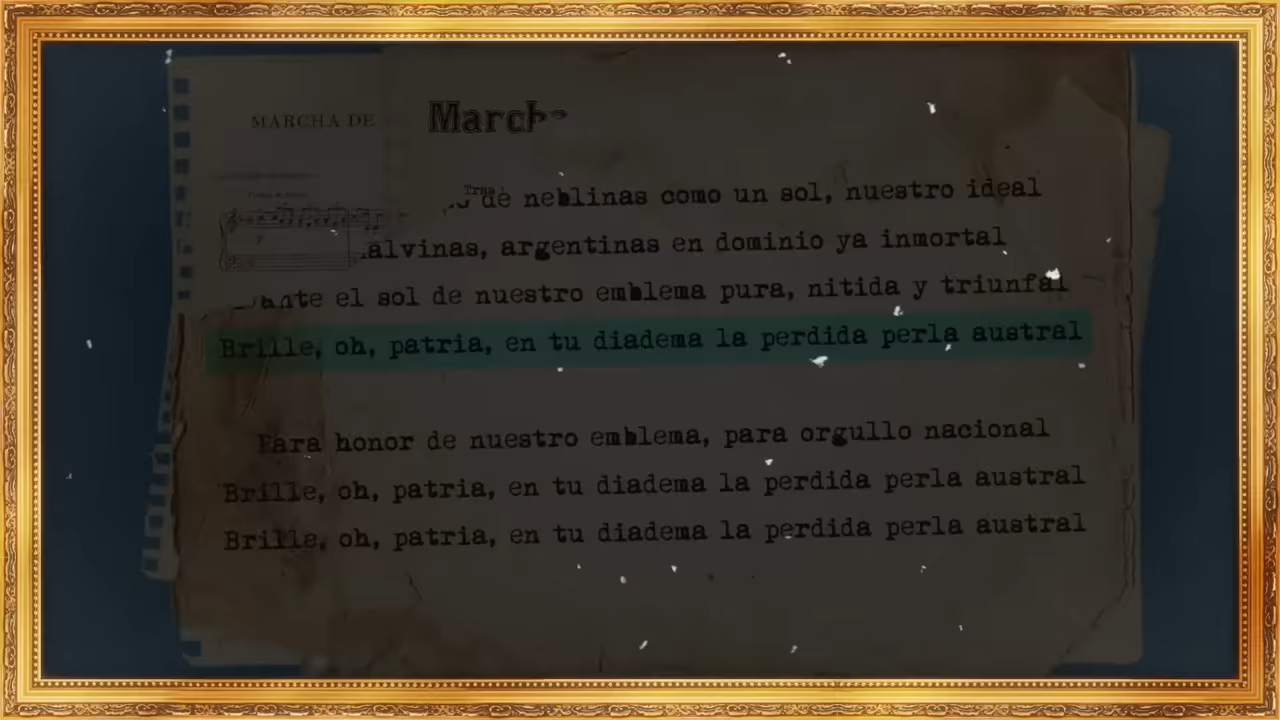 MARCHA DE
March
Tras
de neblinas como un sol, nuestro ideal
alvinas, argentinas en dominio ya inmortal
ante el sol de nuestro emblema pura, nitida y triunfal
Brille, oh, patria, en tu diadema la perdida perla austral
Para honor de nuestro emblema, para orgullo nacional
Brille, oh, patria, en tu diadema la perdida perla austral
Brille, oh, patria, en tu diadema la perdida perla austral